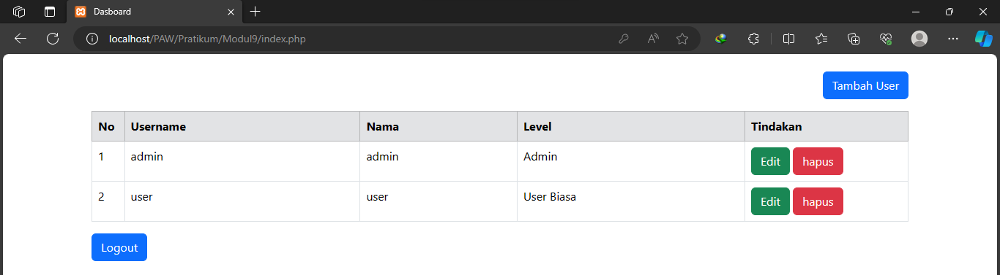 Dasboard
localhost/PAW/Pratikum/Modul9/index.php
Tambah User
No Username Nama Level Tindakan
1 admin admin Admin Edit hapus
2 user user User Biasa Edit hapus
Logout